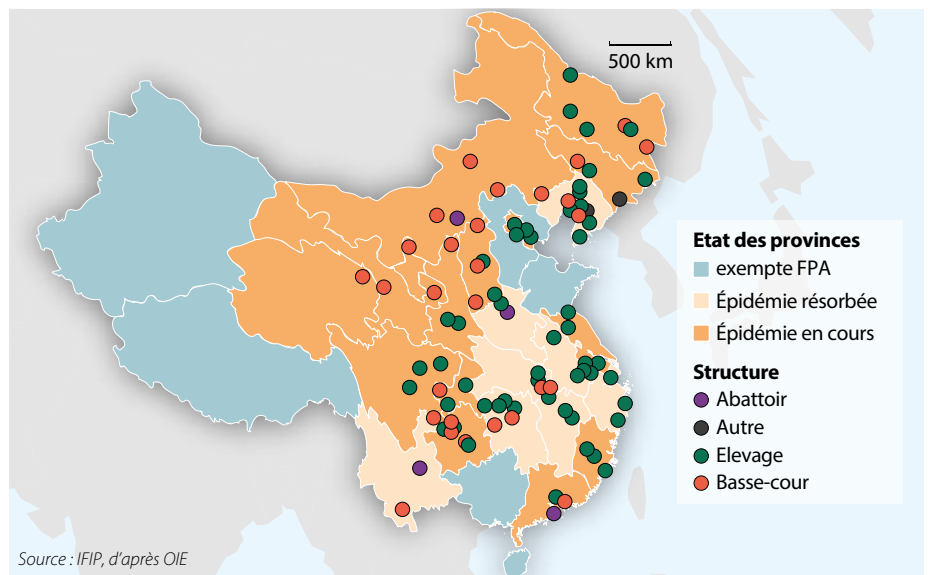 500 km
Etat des provinces
exempte FPA
Épidémie résorbée
Épidémie en cours
Structure
Abattoir
Autre
Elevage
Basse-cour
Source : IFIP, d'après OIE